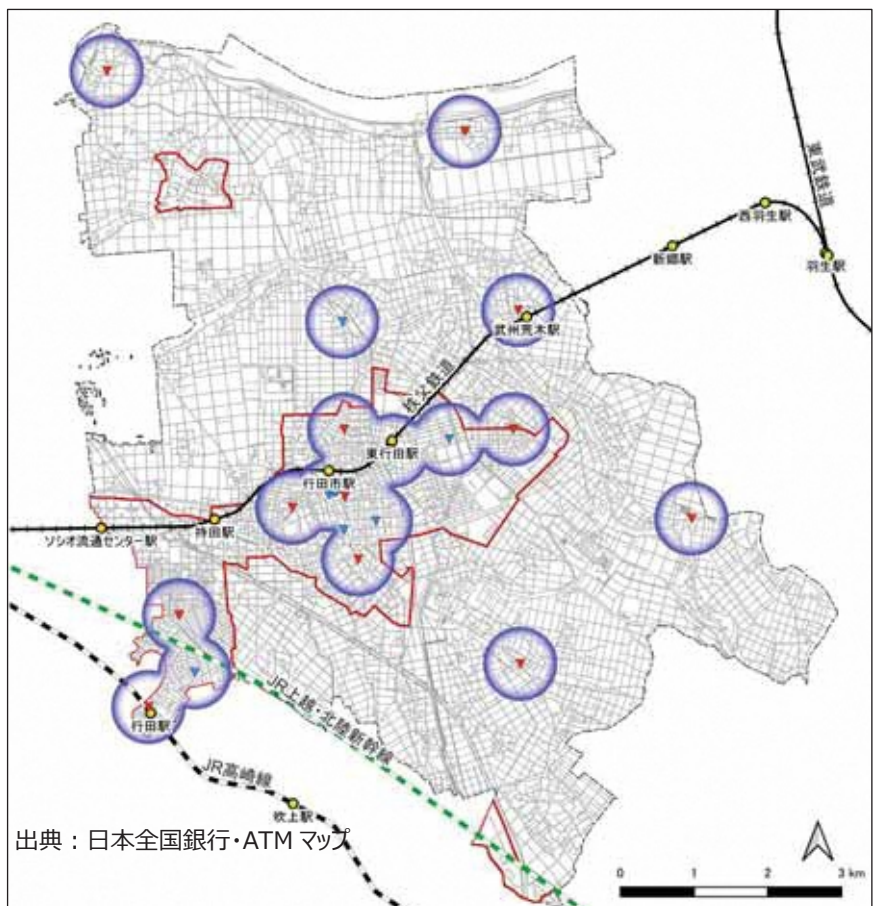 東武鉄道
西羽生駅
新郷駅
羽生駅
武州荒木駅
秩父鉄道
東行田駅
行田市駅
持田駅
ソシオ流通センター駅
JR上越・北陸新幹線
行田駅
JR高崎線
吹上駅
出典：日本全国銀行・ATMマップ
0 1 2 3 km